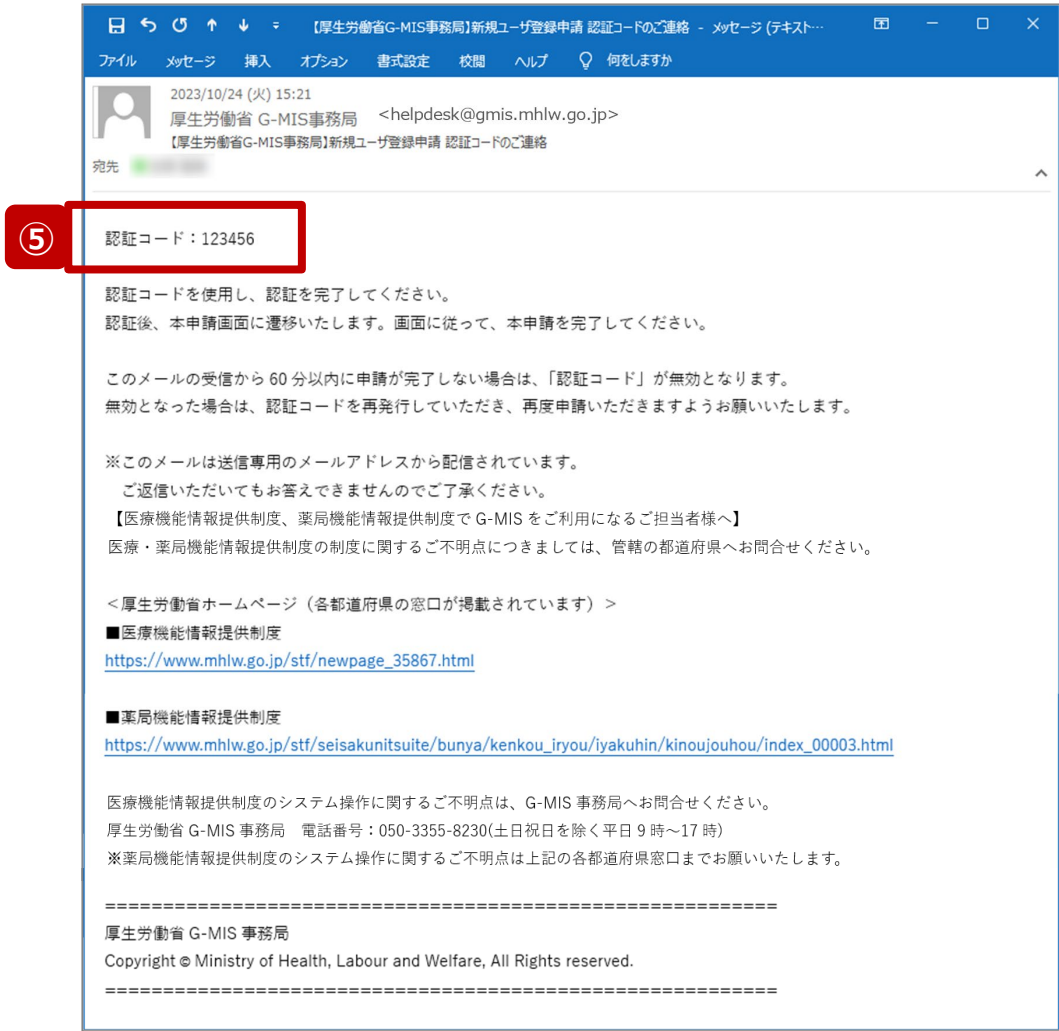 【厚生労働省G-MIS事務局】新規ユーザ登録申請 認証コードのご連絡 - メッセージ (テキスト…
ファイル メッセージ 挿入 オプション 書式設定 校閲 ヘルプ 何をしますか
2023/10/24 (火) 15:21
厚生労働省 G-MIS事務局 <helpdesk@gmis.mhlw.go.jp>
【厚生労働省G-MIS事務局】新規ユーザ登録申請 認証コードのご連絡
宛先
⑤
認証コード：123456
認証コードを使用し、認証を完了してください。
認証後、本申請画面に遷移いたします。画面に従って、本申請を完了してください。
このメールの受信から 60 分以内に申請が完了しない場合は、「認証コード」が無効となります。
無効となった場合は、認証コードを再発行していただき、再度申請いただきますようお願いいたします。
※このメールは送信専用のメールアドレスから配信されています。
ご返信いただいてもお答えできませんのでご了承ください。
【医療機能情報提供制度、薬局機能情報提供制度で G-MIS をご利用になるご担当者様へ】
医療・薬局機能情報提供制度の制度に関するご不明点につきましては、管轄の都道府県へお問合せください。
＜厚生労働省ホームページ（各都道府県の窓口が掲載されています）＞
■医療機能情報提供制度
https://www.mhlw.go.jp/stf/newpage_35867.html
■薬局機能情報提供制度
https://www.mhlw.go.jp/stf/seisakunitsuite/bunya/kenkou_iryou/iyakuhin/kinoujouhou/index_00003.html
医療機能情報提供制度のシステム操作に関するご不明点は、G-MIS 事務局へお問合せください。
厚生労働省 G-MIS 事務局　電話番号：050-3355-8230(土日祝日を除く平日 9 時～17 時)
※薬局機能情報提供制度のシステム操作に関するご不明点は上記の各都道府県窓口までお願いいたします。
==========================================================
厚生労働省 G-MIS 事務局
Copyright © Ministry of Health, Labour and Welfare, All Rights reserved.
==========================================================